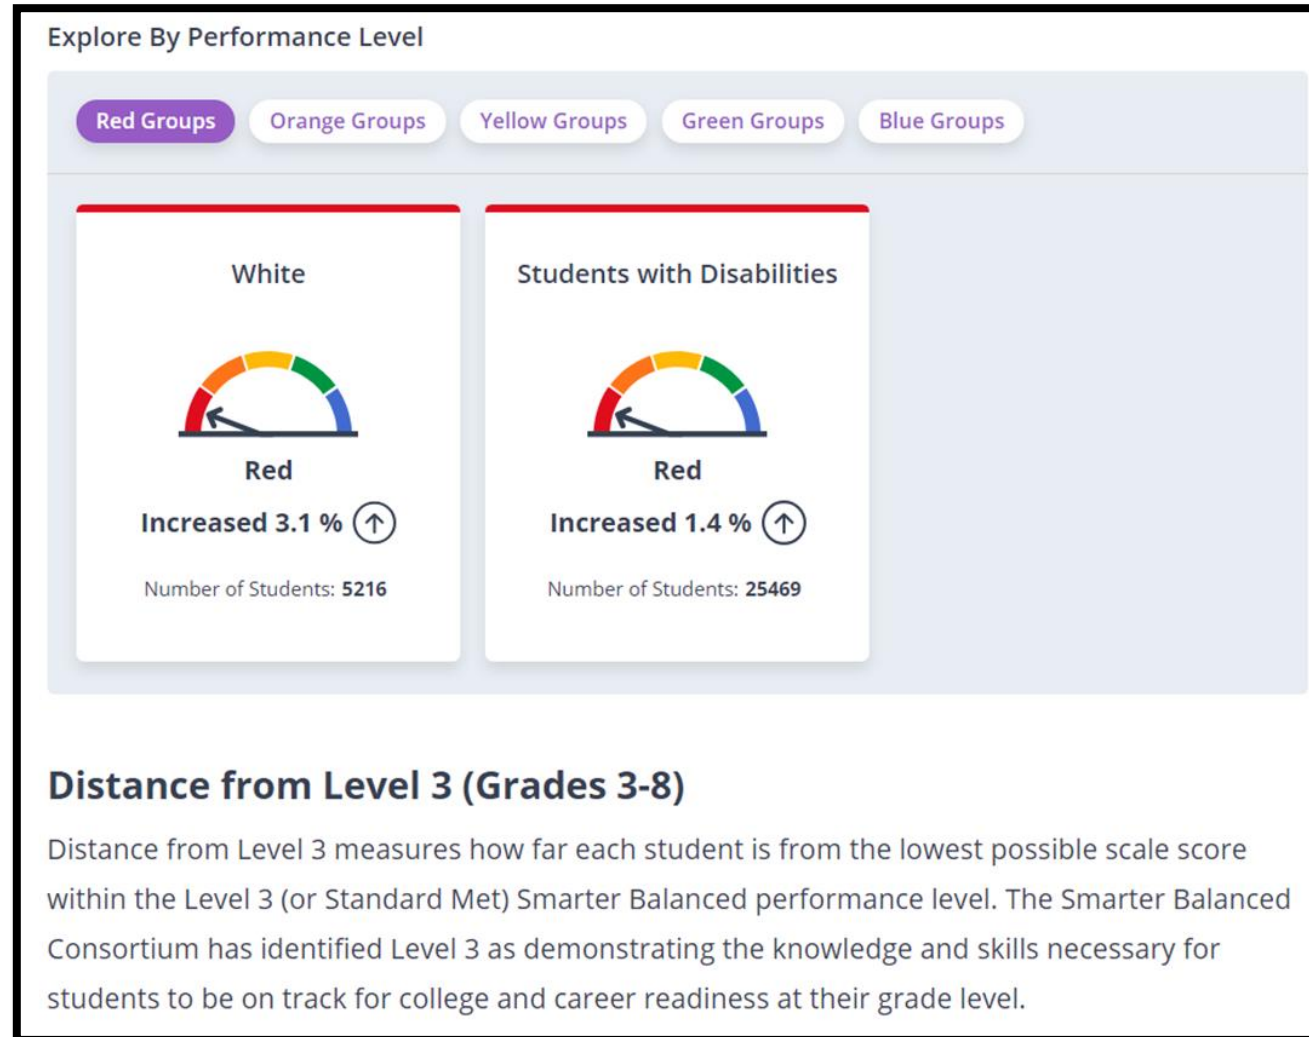 Explore By Performance Level
Red Groups Orange Groups Yellow Groups Green Groups Blue Groups
White
Red
Increased 3.1 %
Number of Students: 5216
Students with Disabilities
Red
Increased 1.4 %
Number of Students: 25469
Distance from Level 3 (Grades 3-8)
Distance from Level 3 measures how far each student is from the lowest possible scale score
within the Level 3 (or Standard Met) Smarter Balanced performance level. The Smarter Balanced
Consortium has identified Level 3 as demonstrating the knowledge and skills necessary for
students to be on track for college and career readiness at their grade level.